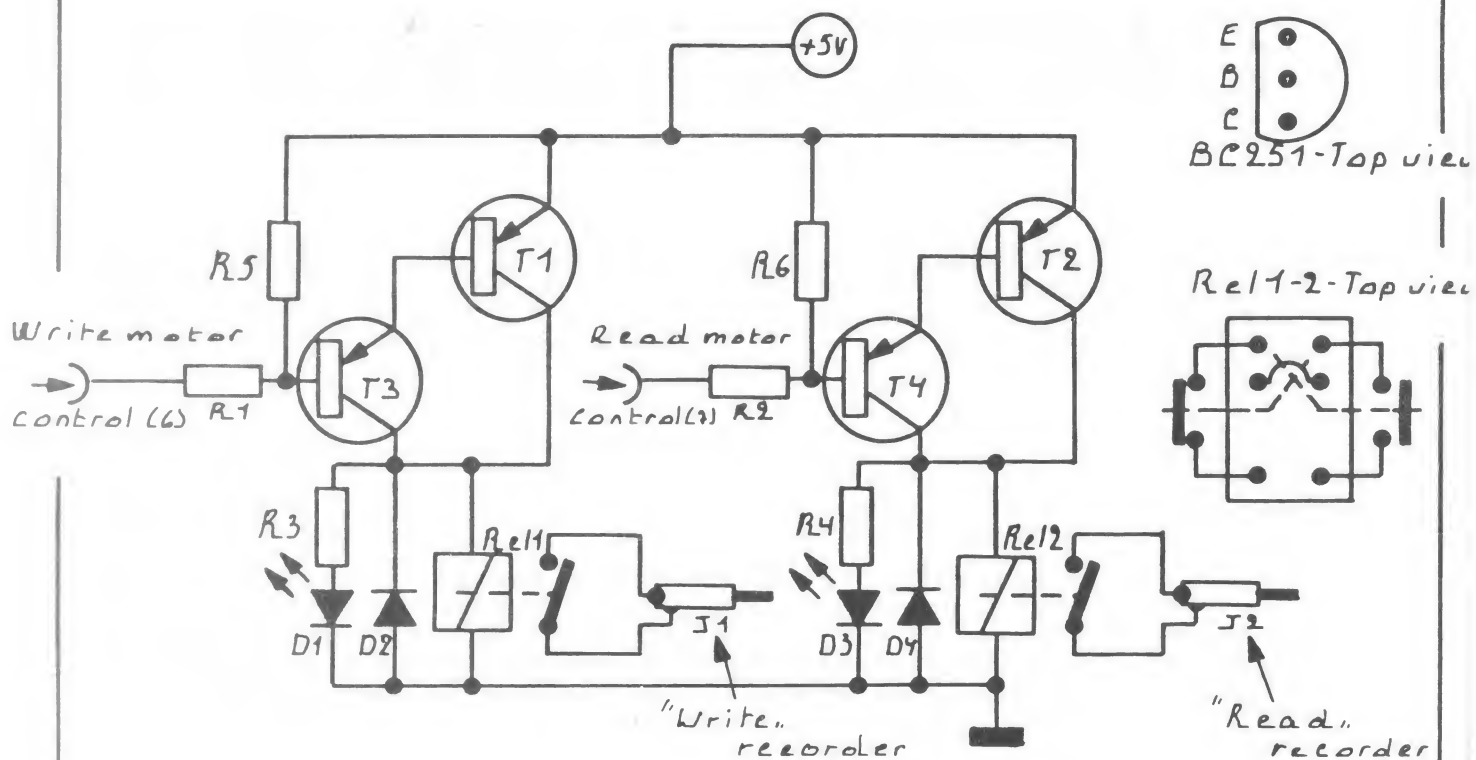 +5V
E
B
C
BC251-Top view
R5
T1
R6
T2
Rel1-2-Top view
Write motor
control (6)
R1
T3
Read motor
control(7)
R2
T4
R3
Rel1
R4
Rel2
D1
D2
J1
D3
D4
J2
"Write"
recorder
"Read"
recorder